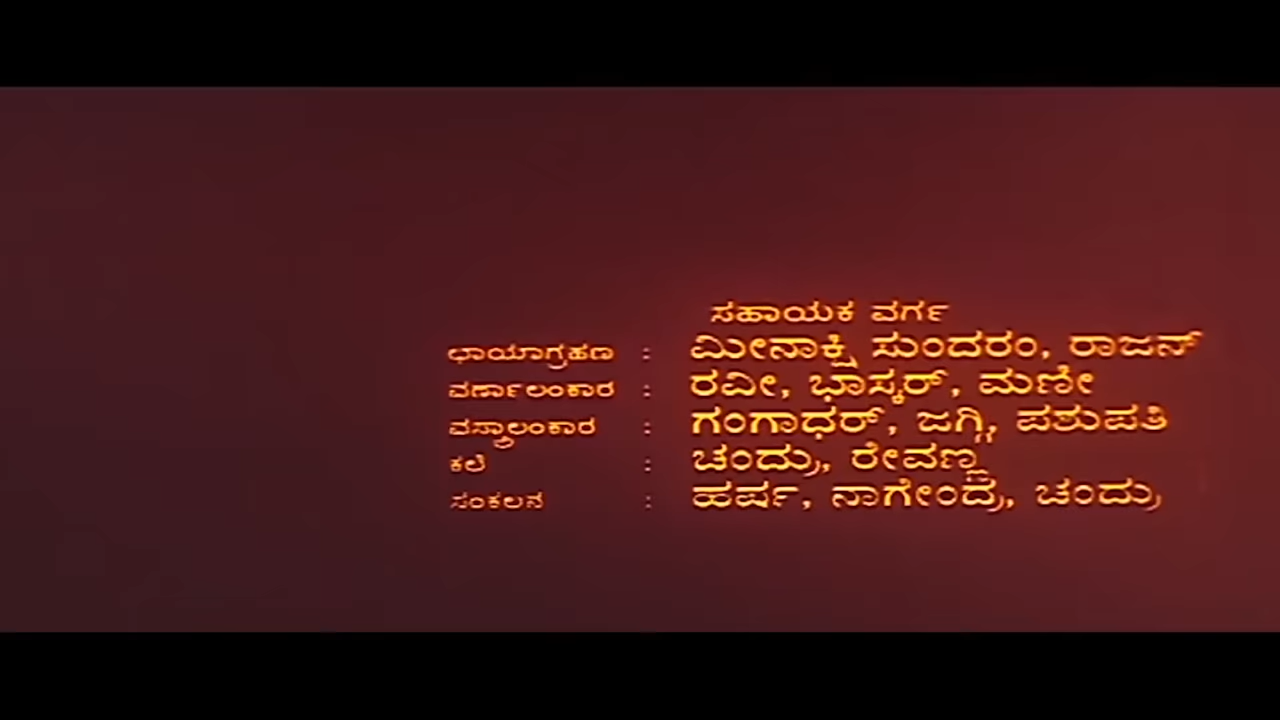 ಸಹಾಯಕ ವರ್ಗ
ಛಾಯಾಗ್ರಹಣ : ಮೀನಾಕ್ಷಿ ಸುಂದರಂ, ರಾಜನ್
ವರ್ಣಾಲಂಕಾರ : ರವೀ, ಭಾಸ್ಕರ್, ಮಣೀ
ವಸ್ತ್ರಾಲಂಕಾರ : ಗಂಗಾಧರ್, ಜಗ್ಗಿ, ಪಶುಪತಿ
ಕಲೆ : ಚಂದ್ರು, ರೇವಣ್ಣ
ಸಂಕಲನ : ಹರ್ಷ, ನಾಗೇಂದ್ರ, ಚಂದ್ರು